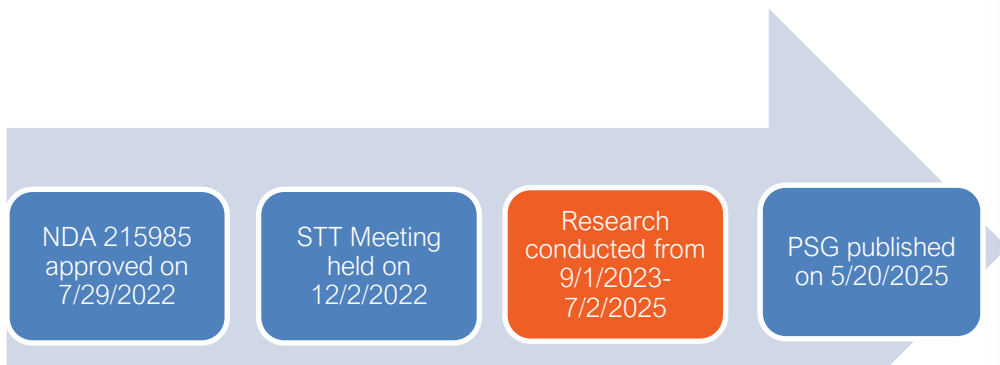 NDA 215985
approved on
7/29/2022
STT Meeting
held on
12/2/2022
Research
conducted from
9/1/2023-
7/2/2025
PSG published
on 5/20/2025